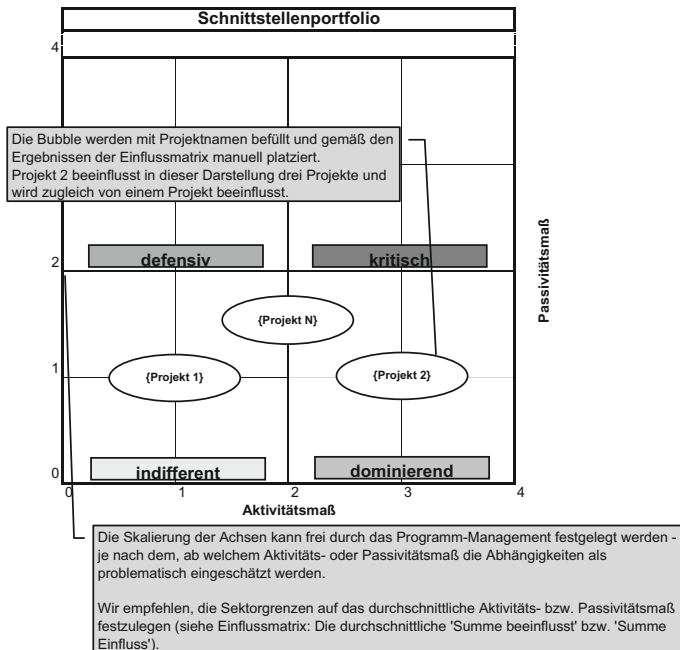 Schnittstellenportfolio
4
Die Bubble werden mit Projektnamen befüllt und gemäß den
Ergebnissen der Einflussmatrix manuell platziert.
Projekt 2 beeinflusst in dieser Darstellung drei Projekte und
wird zugleich von einem Projekt beeinflusst.
2
defensiv
kritisch
Passivitätsmaß
{Projekt N}
1
{Projekt 1}
{Projekt 2}
0
indifferent
dominierend
0
1
2
3
4
Aktivitätsmaß
Die Skalierung der Achsen kann frei durch das Programm-Management festgelegt werden -
je nach dem, ab welchem Aktivitäts- oder Passivitätsmaß die Abhängigkeiten als
problematisch eingeschätzt werden.
Wir empfehlen, die Sektorgrenzen auf das durchschnittliche Aktivitäts- bzw. Passivitätsmaß
festzulegen (siehe Einflussmatrix: Die durchschnittliche 'Summe beeinflusst' bzw. 'Summe
Einfluss').